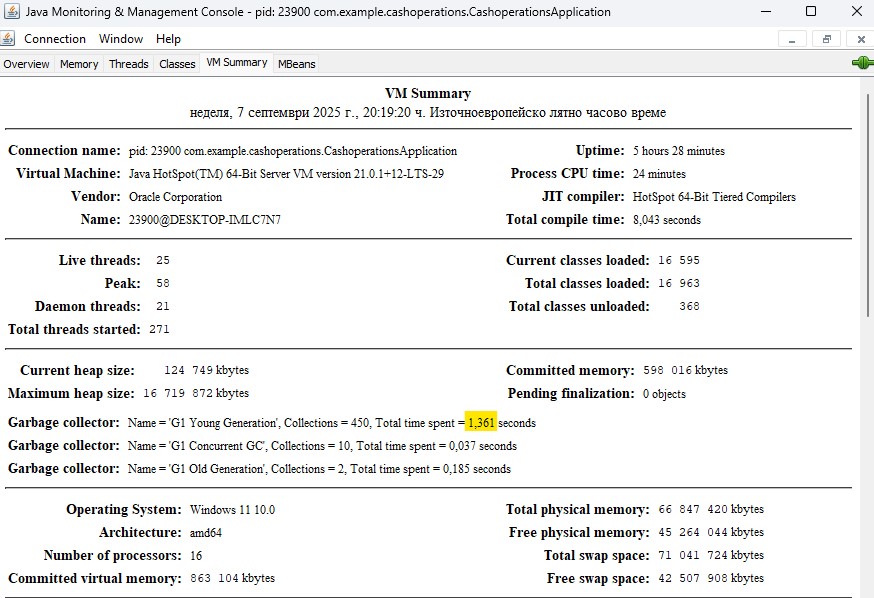 Java Monitoring & Management Console - pid: 23900 com.example.cashoperations.CashoperationsApplication
Connection Window Help
Overview Memory Threads Classes VM Summary MBeans
VM Summary
неделя, 7 септември 2025 г., 20:19:20 ч. Източноевропейско лятно часово време
Connection name: pid: 23900 com.example.cashoperations.CashoperationsApplication
Virtual Machine: Java HotSpot(TM) 64-Bit Server VM version 21.0.1+12-LTS-29
Vendor: Oracle Corporation
Name: 23900@DESKTOP-IMLC7N7
Uptime: 5 hours 28 minutes
Process CPU time: 24 minutes
JIT compiler: HotSpot 64-Bit Tiered Compilers
Total compile time: 8,043 seconds
Live threads: 25
Peak: 58
Daemon threads: 21
Total threads started: 271
Current classes loaded: 16 595
Total classes loaded: 16 963
Total classes unloaded: 368
Current heap size: 124 749 kbytes
Maximum heap size: 16 719 872 kbytes
Committed memory: 598 016 kbytes
Pending finalization: 0 objects
Garbage collector: Name = 'G1 Young Generation', Collections = 450, Total time spent = 1,361 seconds
Garbage collector: Name = 'G1 Concurrent GC', Collections = 10, Total time spent = 0,037 seconds
Garbage collector: Name = 'G1 Old Generation', Collections = 2, Total time spent = 0,185 seconds
Operating System: Windows 11 10.0
Architecture: amd64
Number of processors: 16
Committed virtual memory: 863 104 kbytes
Total physical memory: 66 847 420 kbytes
Free physical memory: 45 264 044 kbytes
Total swap space: 71 041 724 kbytes
Free swap space: 42 507 908 kbytes